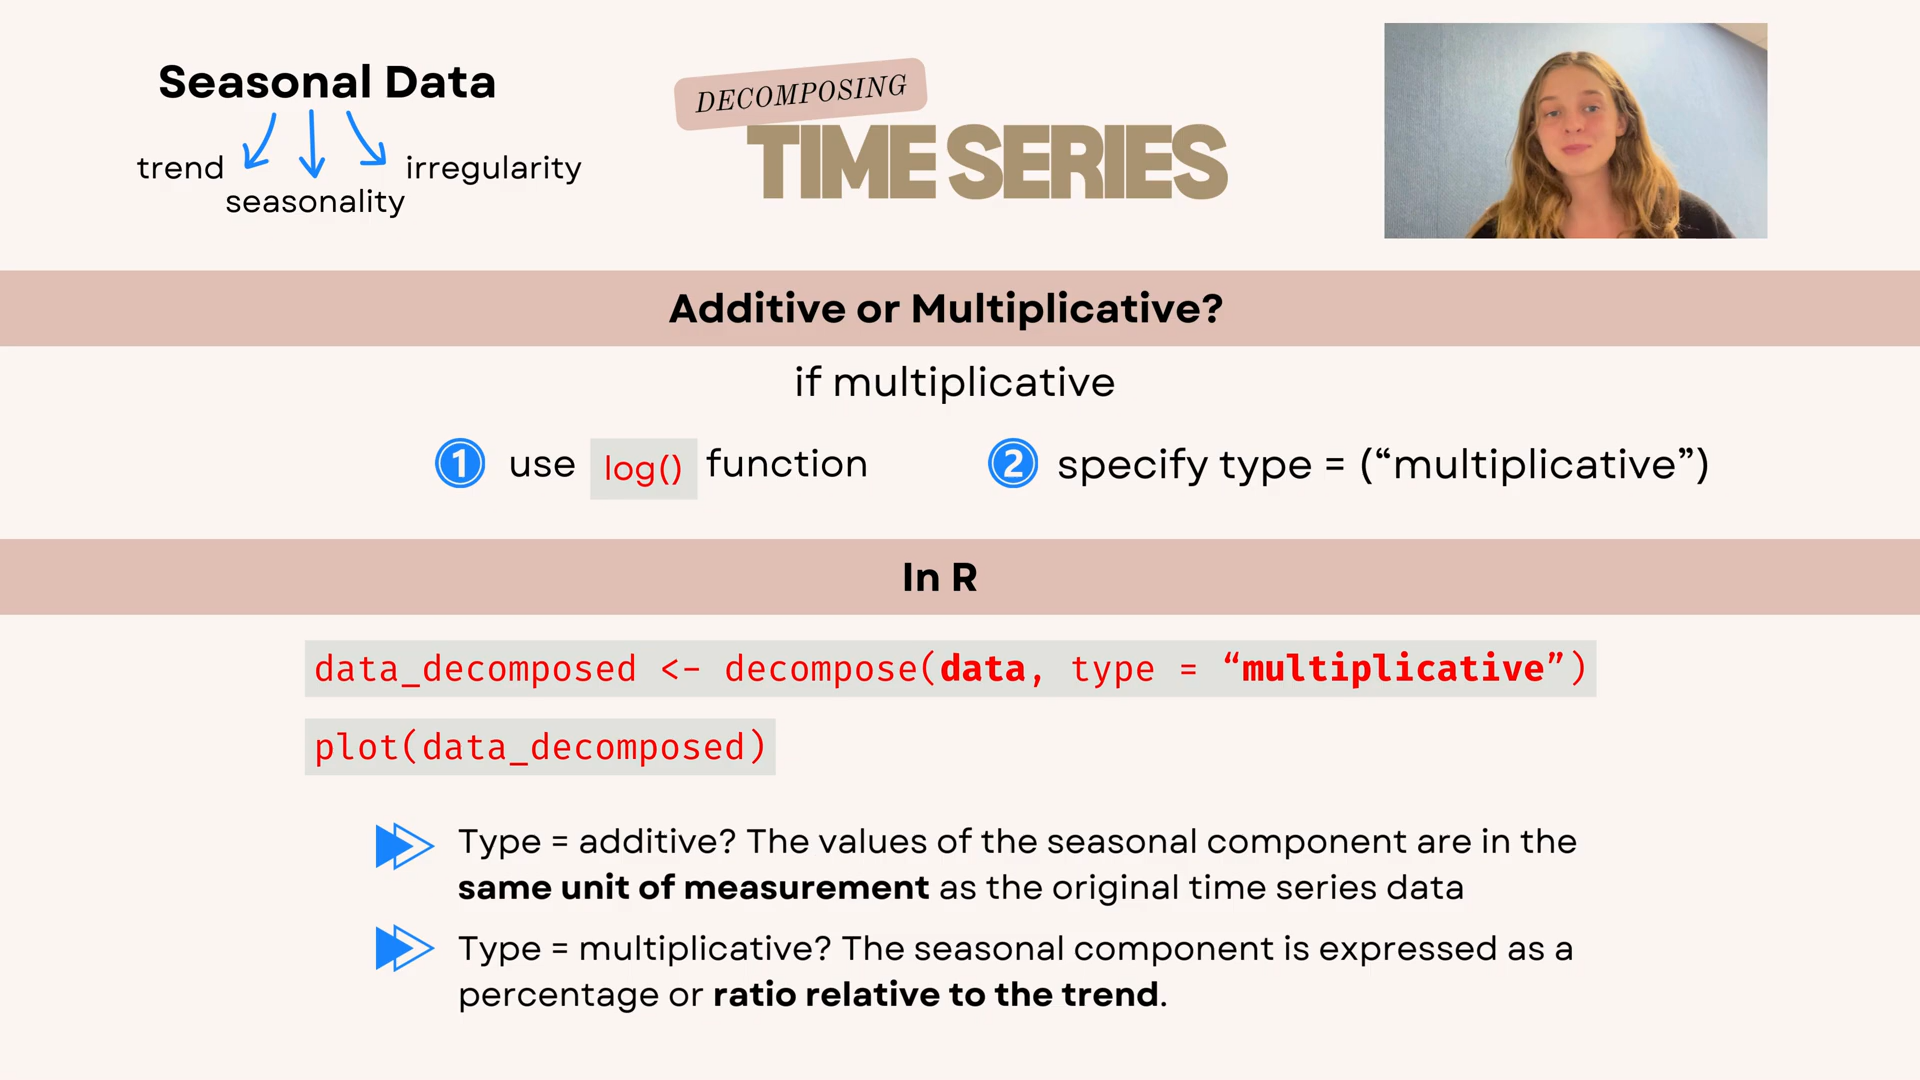 Seasonal Data
trend
seasonality
irregularity
DECOMPOSING
TIME SERIES
Additive or Multiplicative?
if multiplicative
1 use log() function
2 specify type = (“multiplicative”)
In R
data_decomposed <- decompose(data, type = “multiplicative”)
plot(data_decomposed)
Type = additive? The values of the seasonal component are in the
same unit of measurement as the original time series data
Type = multiplicative? The seasonal component is expressed as a
percentage or ratio relative to the trend.